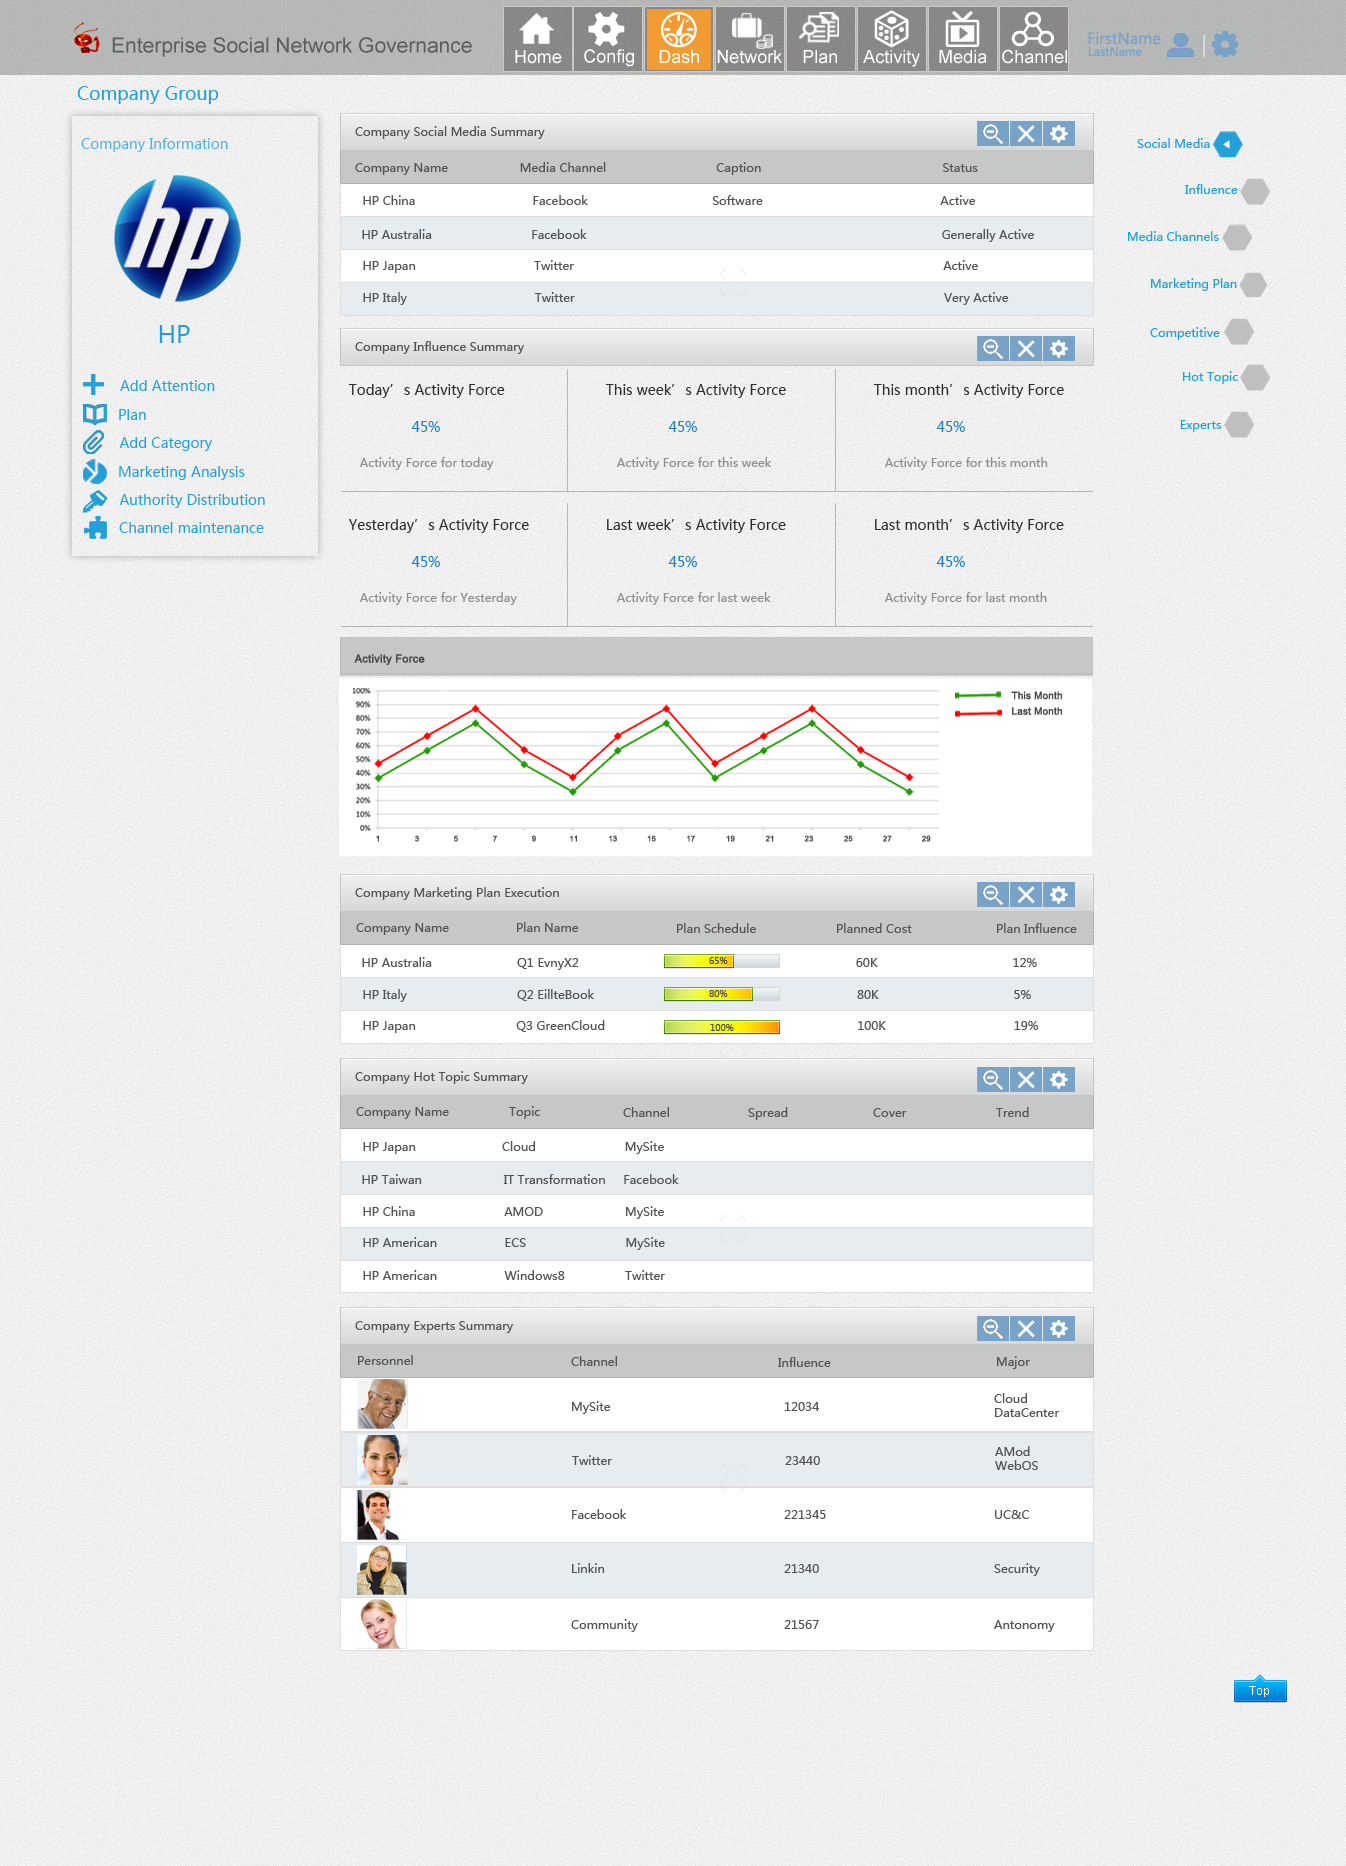 Enterprise Social Network Governance
Home Config Dash Network Plan Activity Media Channel
FirstName
LastName
Company Group
Company Information
hp
HP
Add Attention
Plan
Add Category
Marketing Analysis
Authority Distribution
Channel maintenance
Company Social Media Summary
Company Name Media Channel Caption Status
HP China Facebook Software Active
HP Australia Facebook Generally Active
HP Japan Twitter Active
HP Italy Twitter Very Active
Company Influence Summary
Today's Activity Force This week's Activity Force This month's Activity Force
45% 45% 45%
Activity Force for today Activity Force for this week Activity Force for this month
Yesterday's Activity Force Last week's Activity Force Last month's Activity Force
45% 45% 45%
Activity Force for Yesterday Activity Force for last week Activity Force for last month
Activity Force
100%
90%
80%
70%
60%
50%
40%
30%
20%
10%
0%
1 3 5 7 9 11 13 15 17 19 21 23 25 27 29
This Month
Last Month
Company Marketing Plan Execution
Company Name Plan Name Plan Schedule Planned Cost Plan Influence
HP Australia Q1 EvnyX2 65% 60K 12%
HP Italy Q2 EillteBook 80% 80K 5%
HP Japan Q3 GreenCloud 100% 100K 19%
Company Hot Topic Summary
Company Name Topic Channel Spread Cover Trend
HP Japan Cloud MySite
HP Taiwan IT Transformation Facebook
HP China AMOD MySite
HP American ECS MySite
HP American Windows8 Twitter
Company Experts Summary
Personnel Channel Influence Major
MySite 12034 Cloud
DataCenter
Twitter 23440 AMod
WebOS
Facebook 221345 UC&C
Linkin 21340 Security
Community 21567 Antonomy
Social Media
Influence
Media Channels
Marketing Plan
Competitive
Hot Topic
Experts
Top